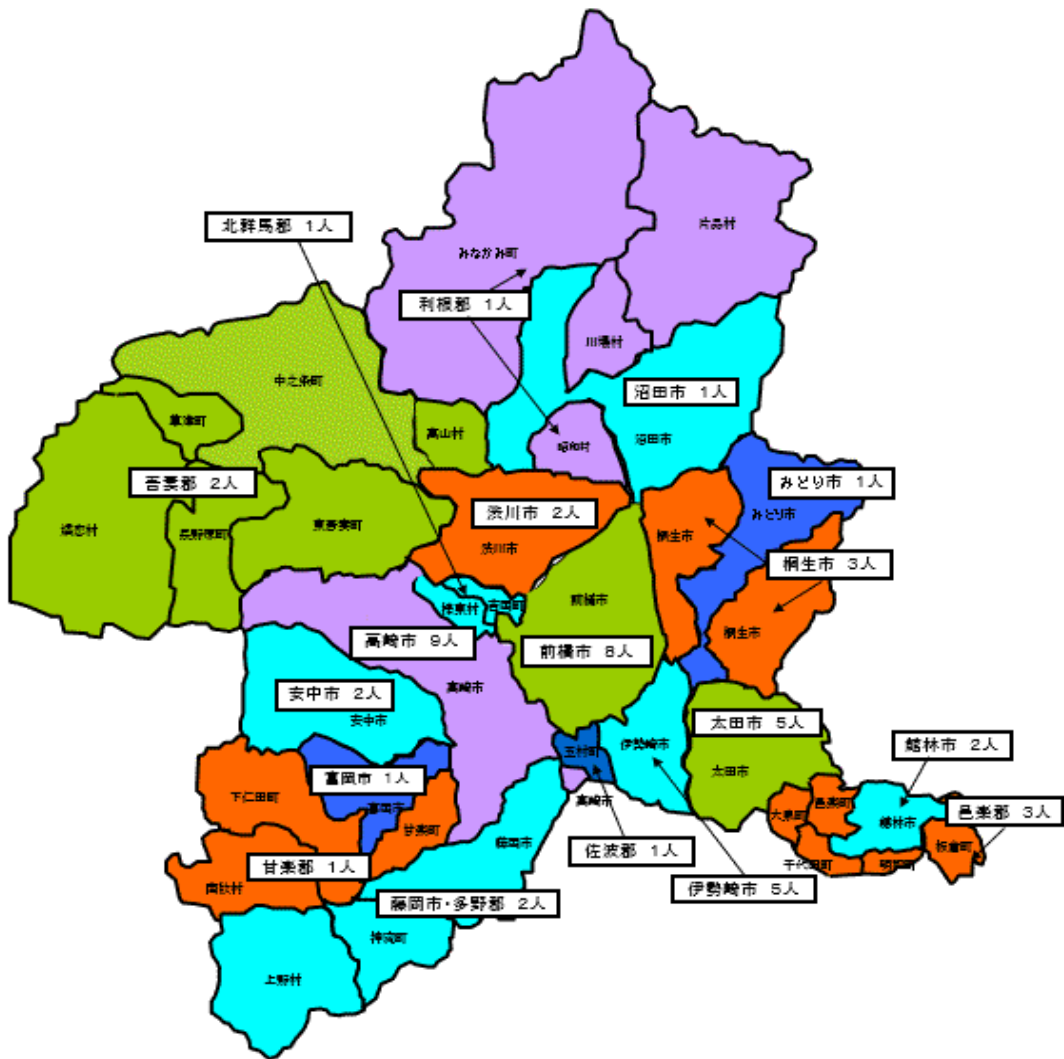 片品村
北群馬郡 1人
みなかみ町
利根郡 1人
川場村
中之条町
沼田市 1人
草津町
高山村
沼田市
昭和村
吾妻郡 2人
みどり市 1人
渋川市 2人
みどり市
東吾妻町
嬬恋村
長野原町
桐生市
渋川市
桐生市 3人
前橋市
榛東村
吉岡町
桐生市
高崎市 9人
前橋市 8人
高崎市
安中市 2人
安中市
太田市 5人
伊勢崎市
館林市 2人
玉村町
富岡市 1人
太田市
下仁田町
富岡市
高崎市
大泉町
邑楽町
邑楽郡 3人
甘楽町
館林市
藤岡市
佐波郡 1人
板倉町
甘楽郡 1人
千代田町
明和町
南牧村
伊勢崎市 5人
藤岡市・多野郡 2人
神流町
上野村